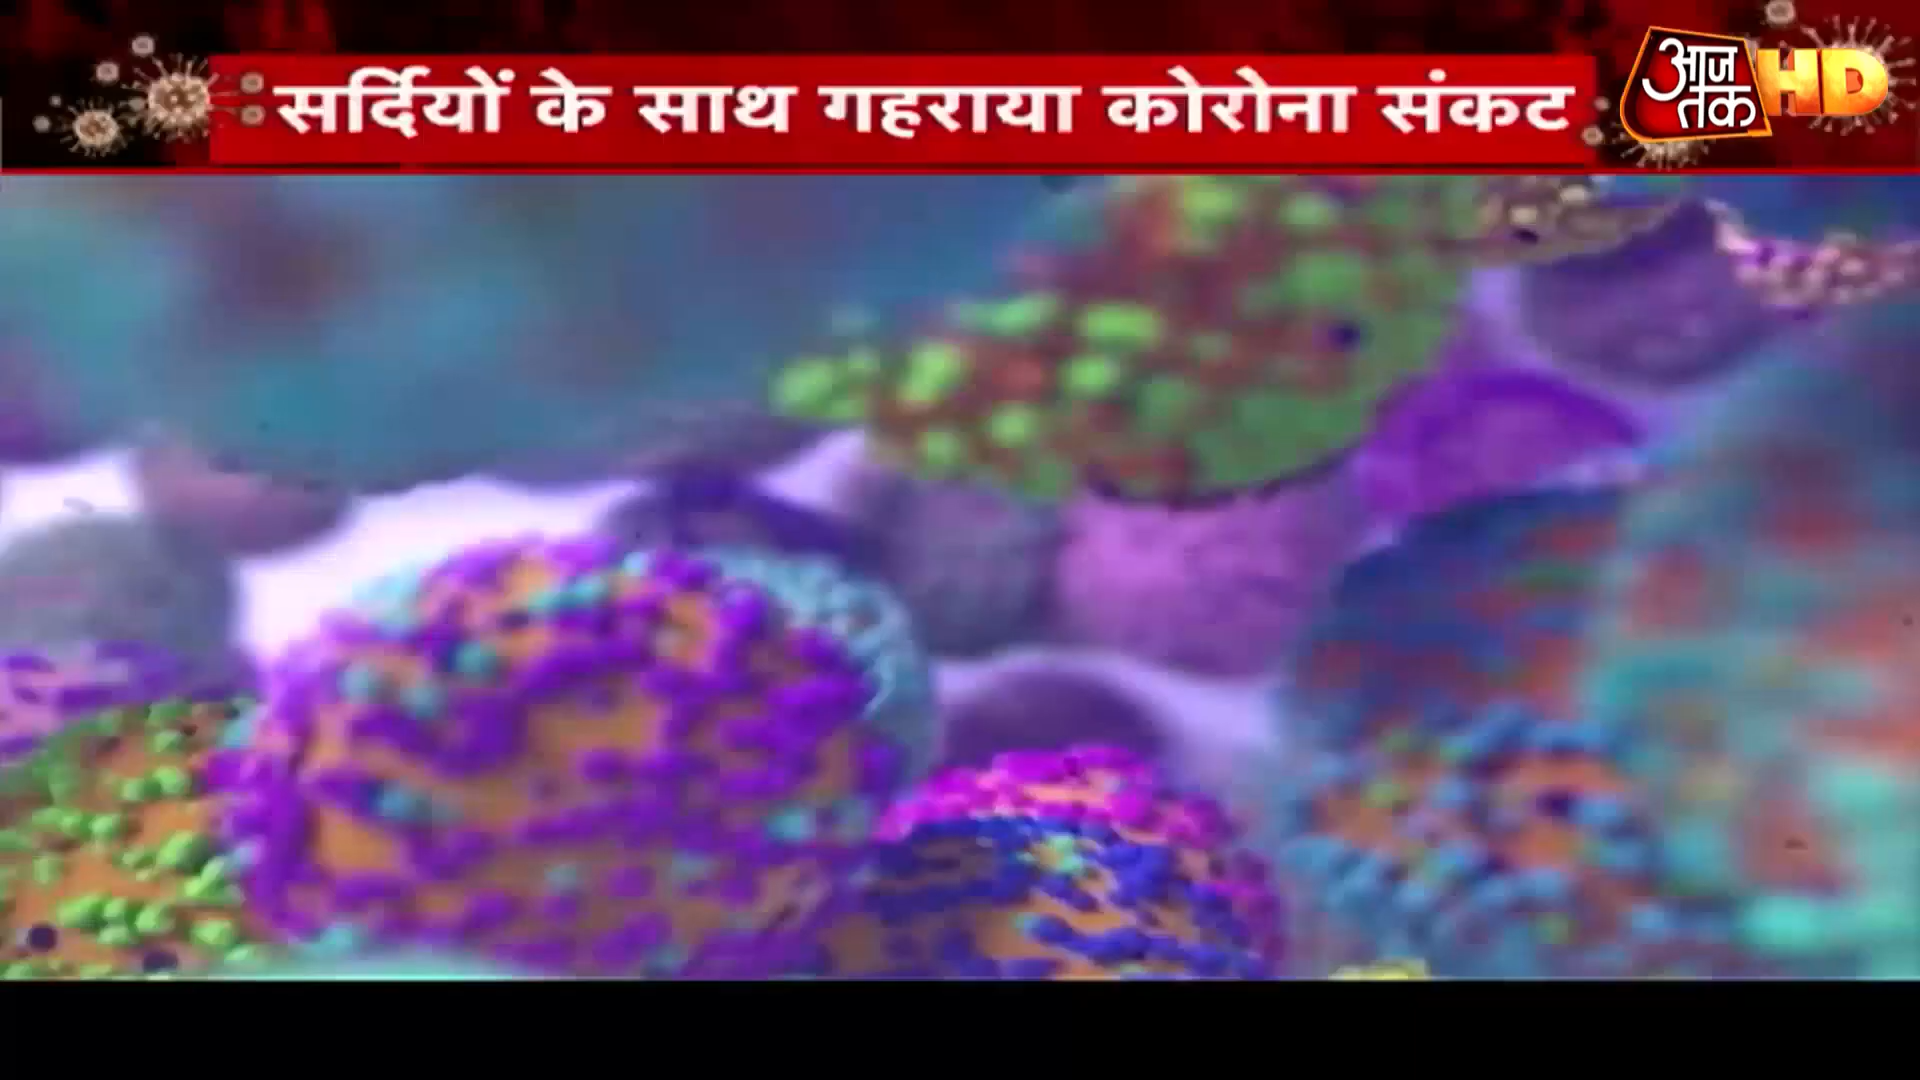 सर्दियों के साथ गहराया कोरोना संकट
आज तक HD